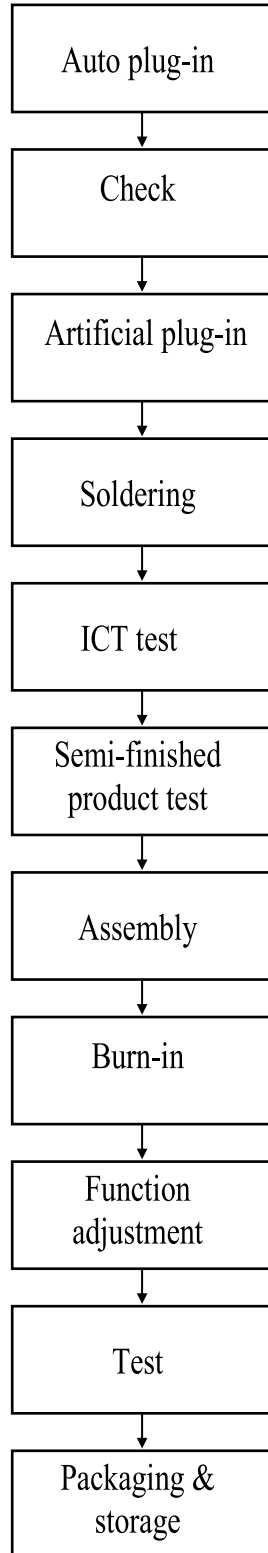 Auto plug-in
Check
Artificial plug-in
Soldering
ICT test
Semi-finished
product test
Assembly
Burn-in
Function
adjustment
Test
Packaging &
storage